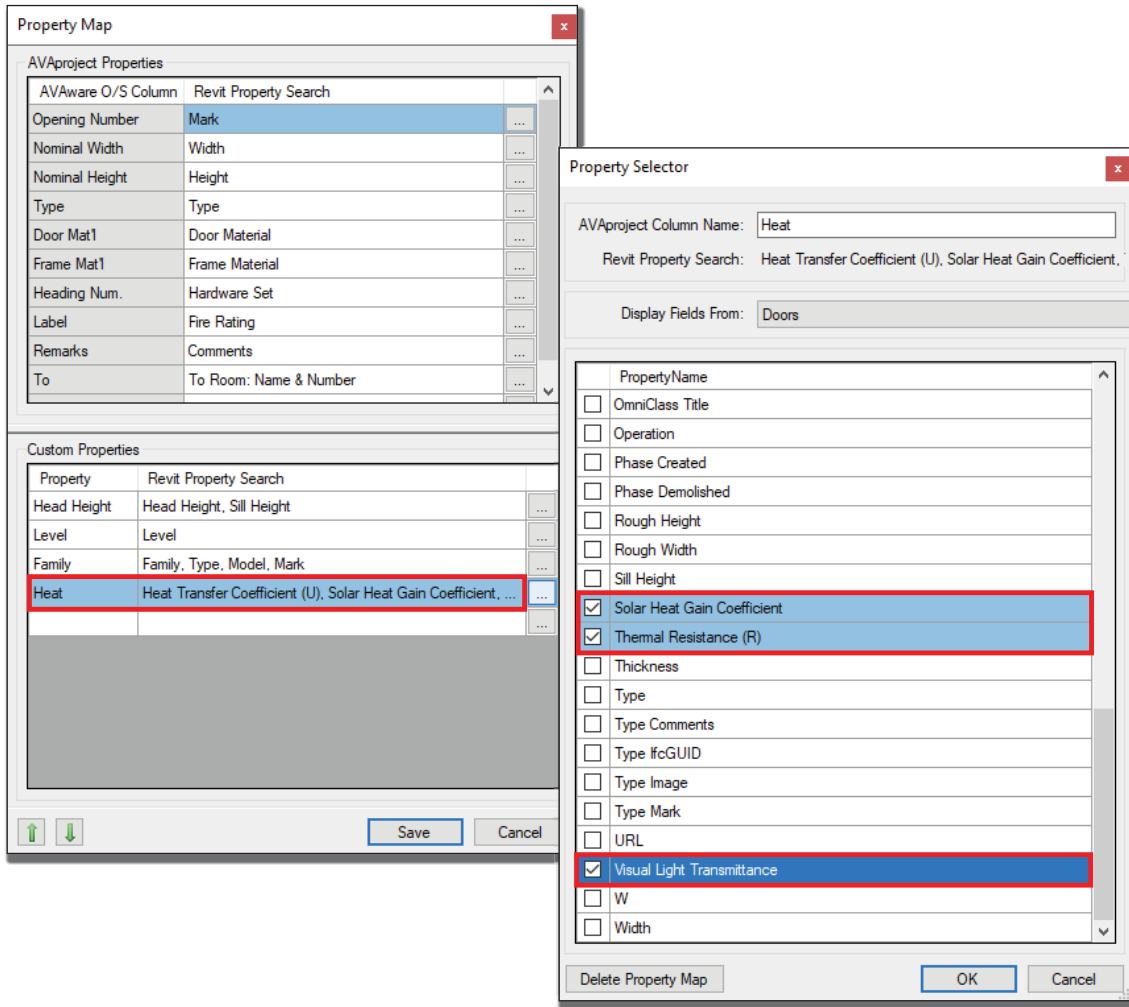 Property Map
x
AVAproject Properties
AVAware O/S Column Revit Property Search
Opening Number Mark ...
Nominal Width Width ...
Nominal Height Height ...
Type Type ...
Door Mat1 Door Material ...
Frame Mat1 Frame Material ...
Heading Num. Hardware Set ...
Label Fire Rating ...
Remarks Comments ...
To To Room: Name & Number ...
Custom Properties
Property Revit Property Search
Head Height Head Height, Sill Height ...
Level Level ...
Family Family, Type, Model, Mark ...
Heat Heat Transfer Coefficient (U), Solar Heat Gain Coefficient, ... ...
...
Save Cancel
Property Selector
x
AVAproject Column Name: Heat
Revit Property Search: Heat Transfer Coefficient (U), Solar Heat Gain Coefficient,
Display Fields From: Doors
PropertyName
OmniClass Title
Operation
Phase Created
Phase Demolished
Rough Height
Rough Width
Sill Height
Solar Heat Gain Coefficient
Thermal Resistance (R)
Thickness
Type
Type Comments
Type IfcGUID
Type Image
Type Mark
URL
Visual Light Transmittance
W
Width
Delete Property Map OK Cancel